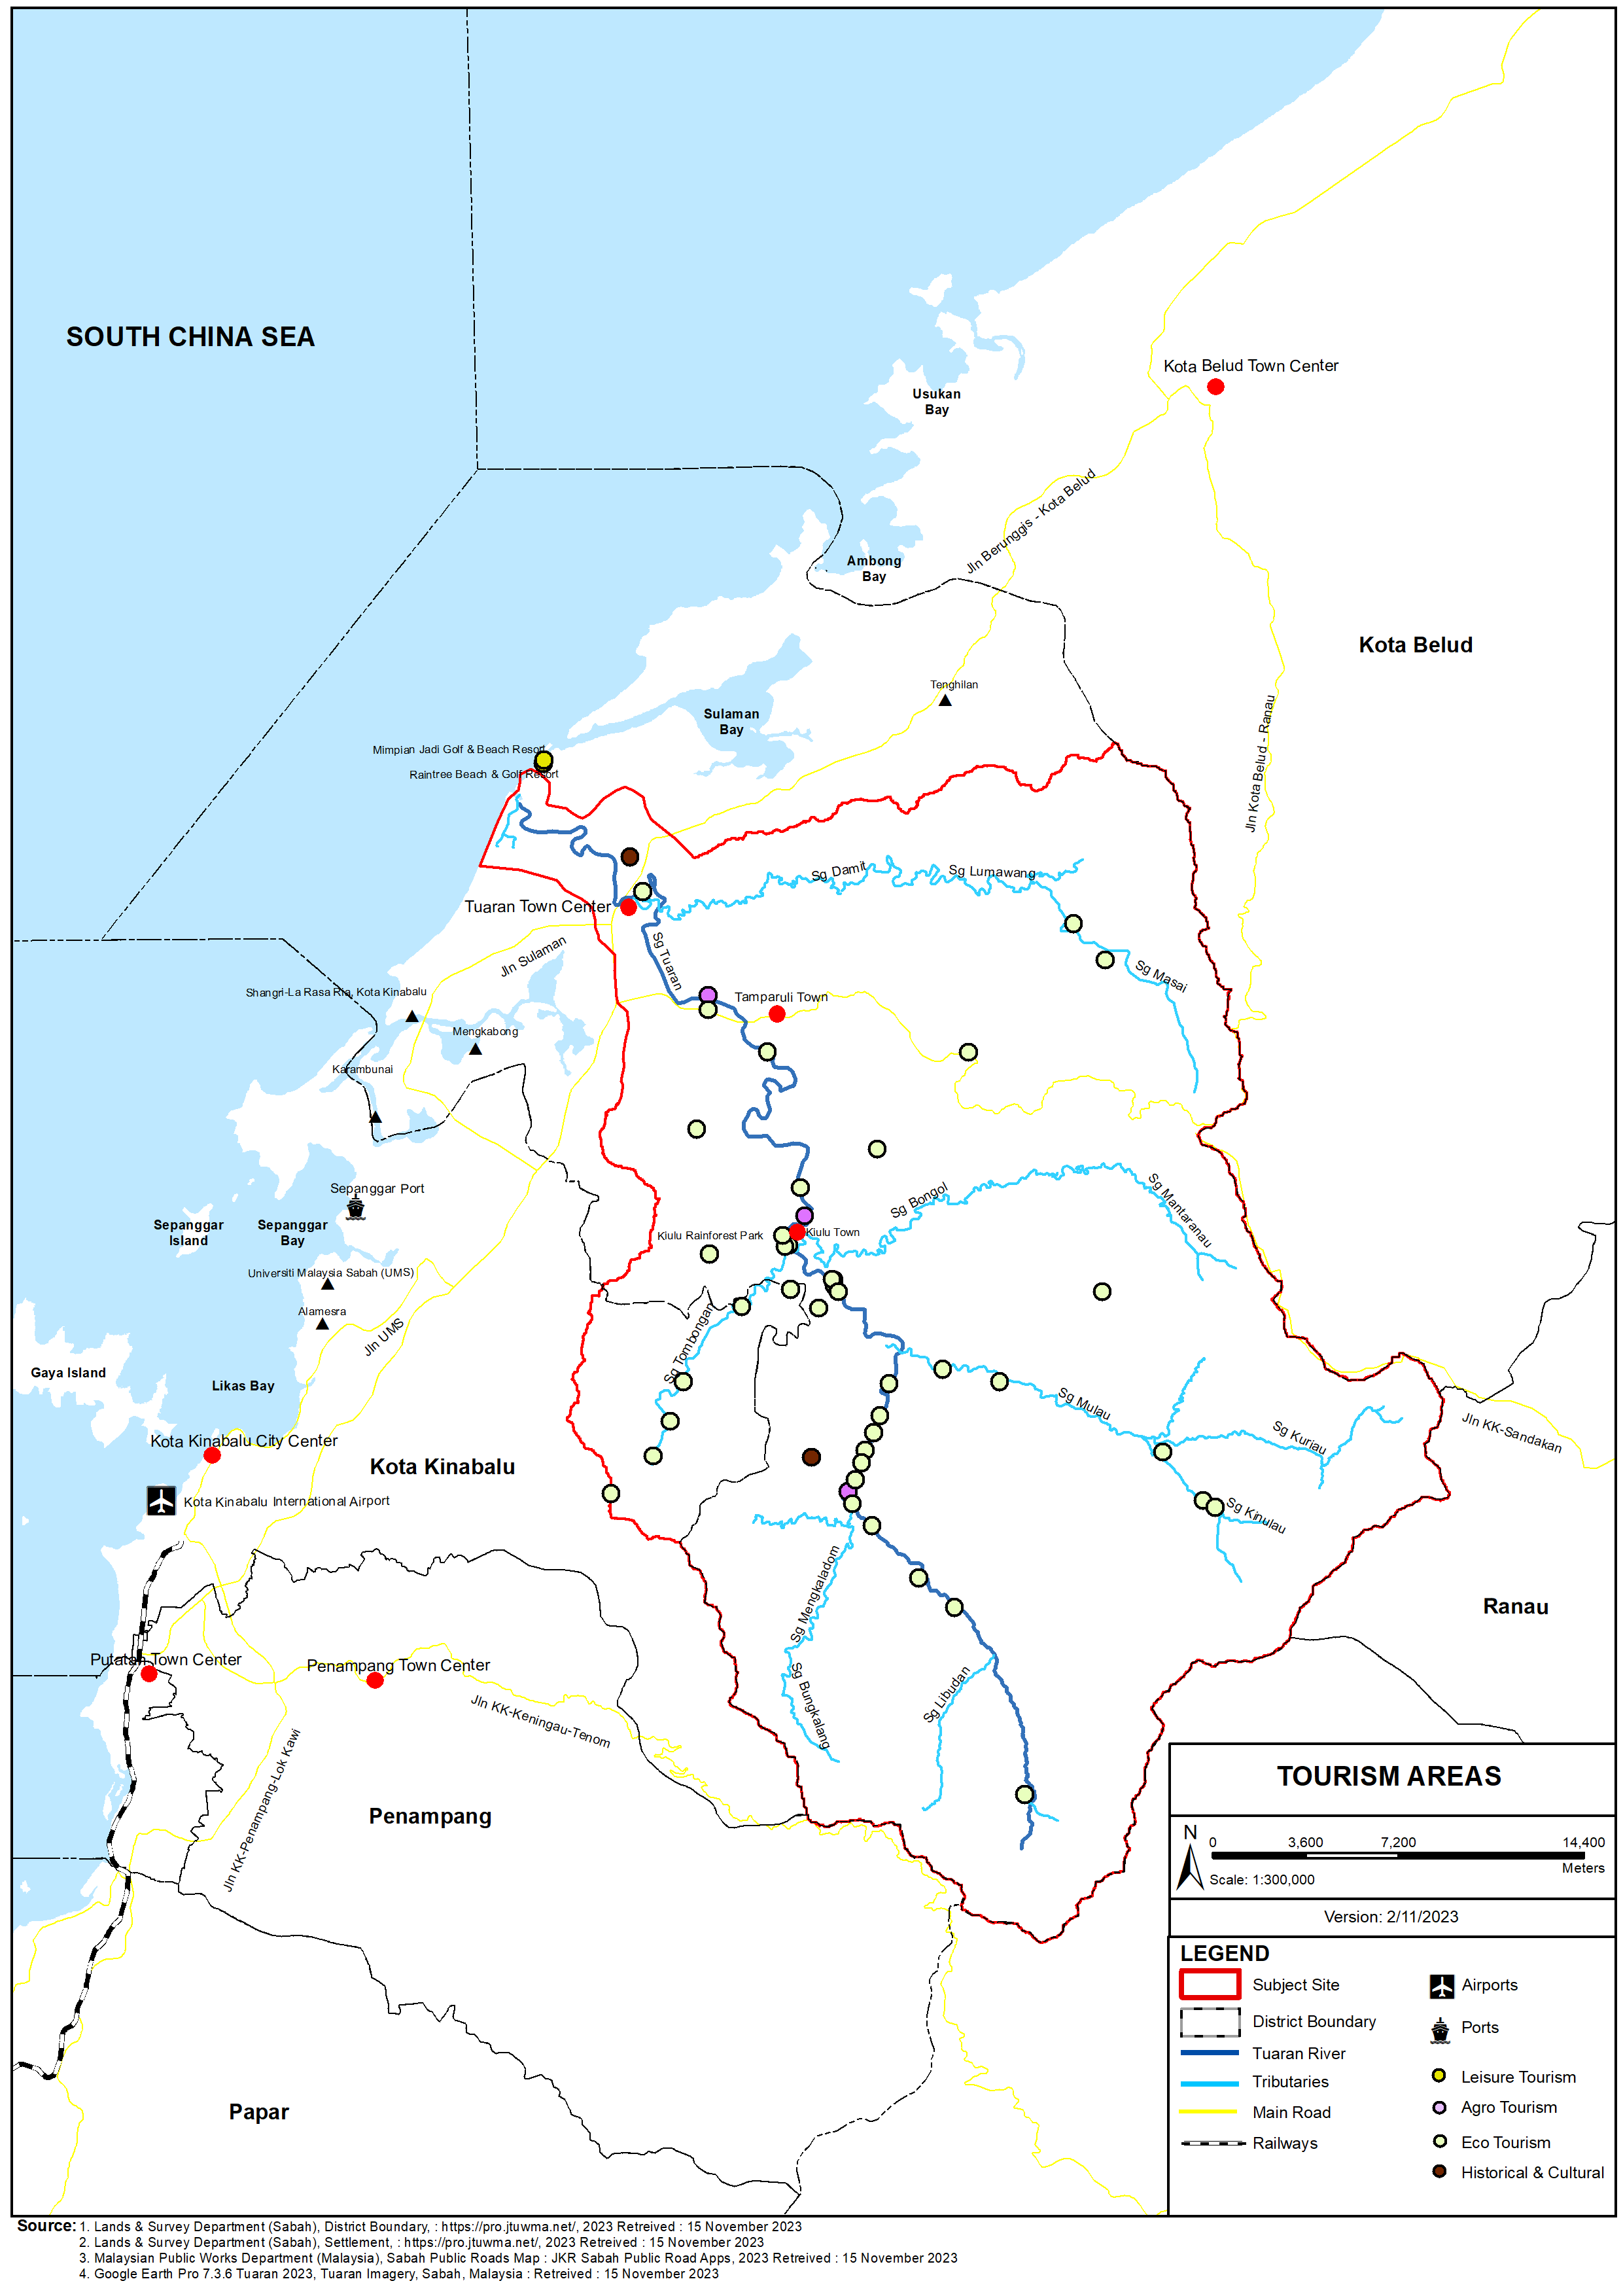 SOUTH CHINA SEA
Kota Belud Town Center
Usukan
Bay
Jln Berunggis - Kota Belud
Ambong
Bay
Kota Belud
Tenghilan
Jln Kota Belud - Ranau
Sulaman
Bay
Mimpian Jadi Golf & Beach Resort
Raintree Beach & Golf Resort
Sg Damit
Sg Lumawang
Tuaran Town Center
Jln Sulaman
Sg Tuaran
Sg Masai
Shangri-La Rasa Ria, Kota Kinabalu
Tamparuli Town
Mengkabong
Karambunai
Sepanggar Port
Sg Bongol
Sg Mantaranau
Sepanggar
Island
Sepanggar
Bay
Kiulu Rainforest Park
Kiulu Town
Universiti Malaysia Sabah (UMS)
Alamesra
Jln UMS
Sg Tombongan
Gaya Island
Likas Bay
Sg Mulau
Sg Kuriau
Jln KK-Sandakan
Kota Kinabalu City Center
Kota Kinabalu
Kota Kinabalu International Airport
Sg Kinulau
Sg Mengkaladom
Ranau
Putatan Town Center
Penampang Town Center
Sg Bungkalang
Sg Libudan
Jln KK-Keningau-Tenom
Jln KK-Penampang-Lok Kawi
Penampang
Papar
TOURISM AREAS
N
0 3,600 7,200 14,400
Meters
Scale: 1:300,000
Version: 2/11/2023
LEGEND
Subject Site
District Boundary
Tuaran River
Tributaries
Main Road
Railways
Airports
Ports
Leisure Tourism
Agro Tourism
Eco Tourism
Historical & Cultural
Source: 1. Lands & Survey Department (Sabah), District Boundary, : https://pro.jtuwma.net/, 2023 Retreived : 15 November 2023
2. Lands & Survey Department (Sabah), Settlement, : https://pro.jtuwma.net/, 2023 Retreived : 15 November 2023
3. Malaysian Public Works Department (Malaysia), Sabah Public Roads Map : JKR Sabah Public Road Apps, 2023 Retreived : 15 November 2023
4. Google Earth Pro 7.3.6 Tuaran 2023, Tuaran Imagery, Sabah, Malaysia : Retreived : 15 November 2023